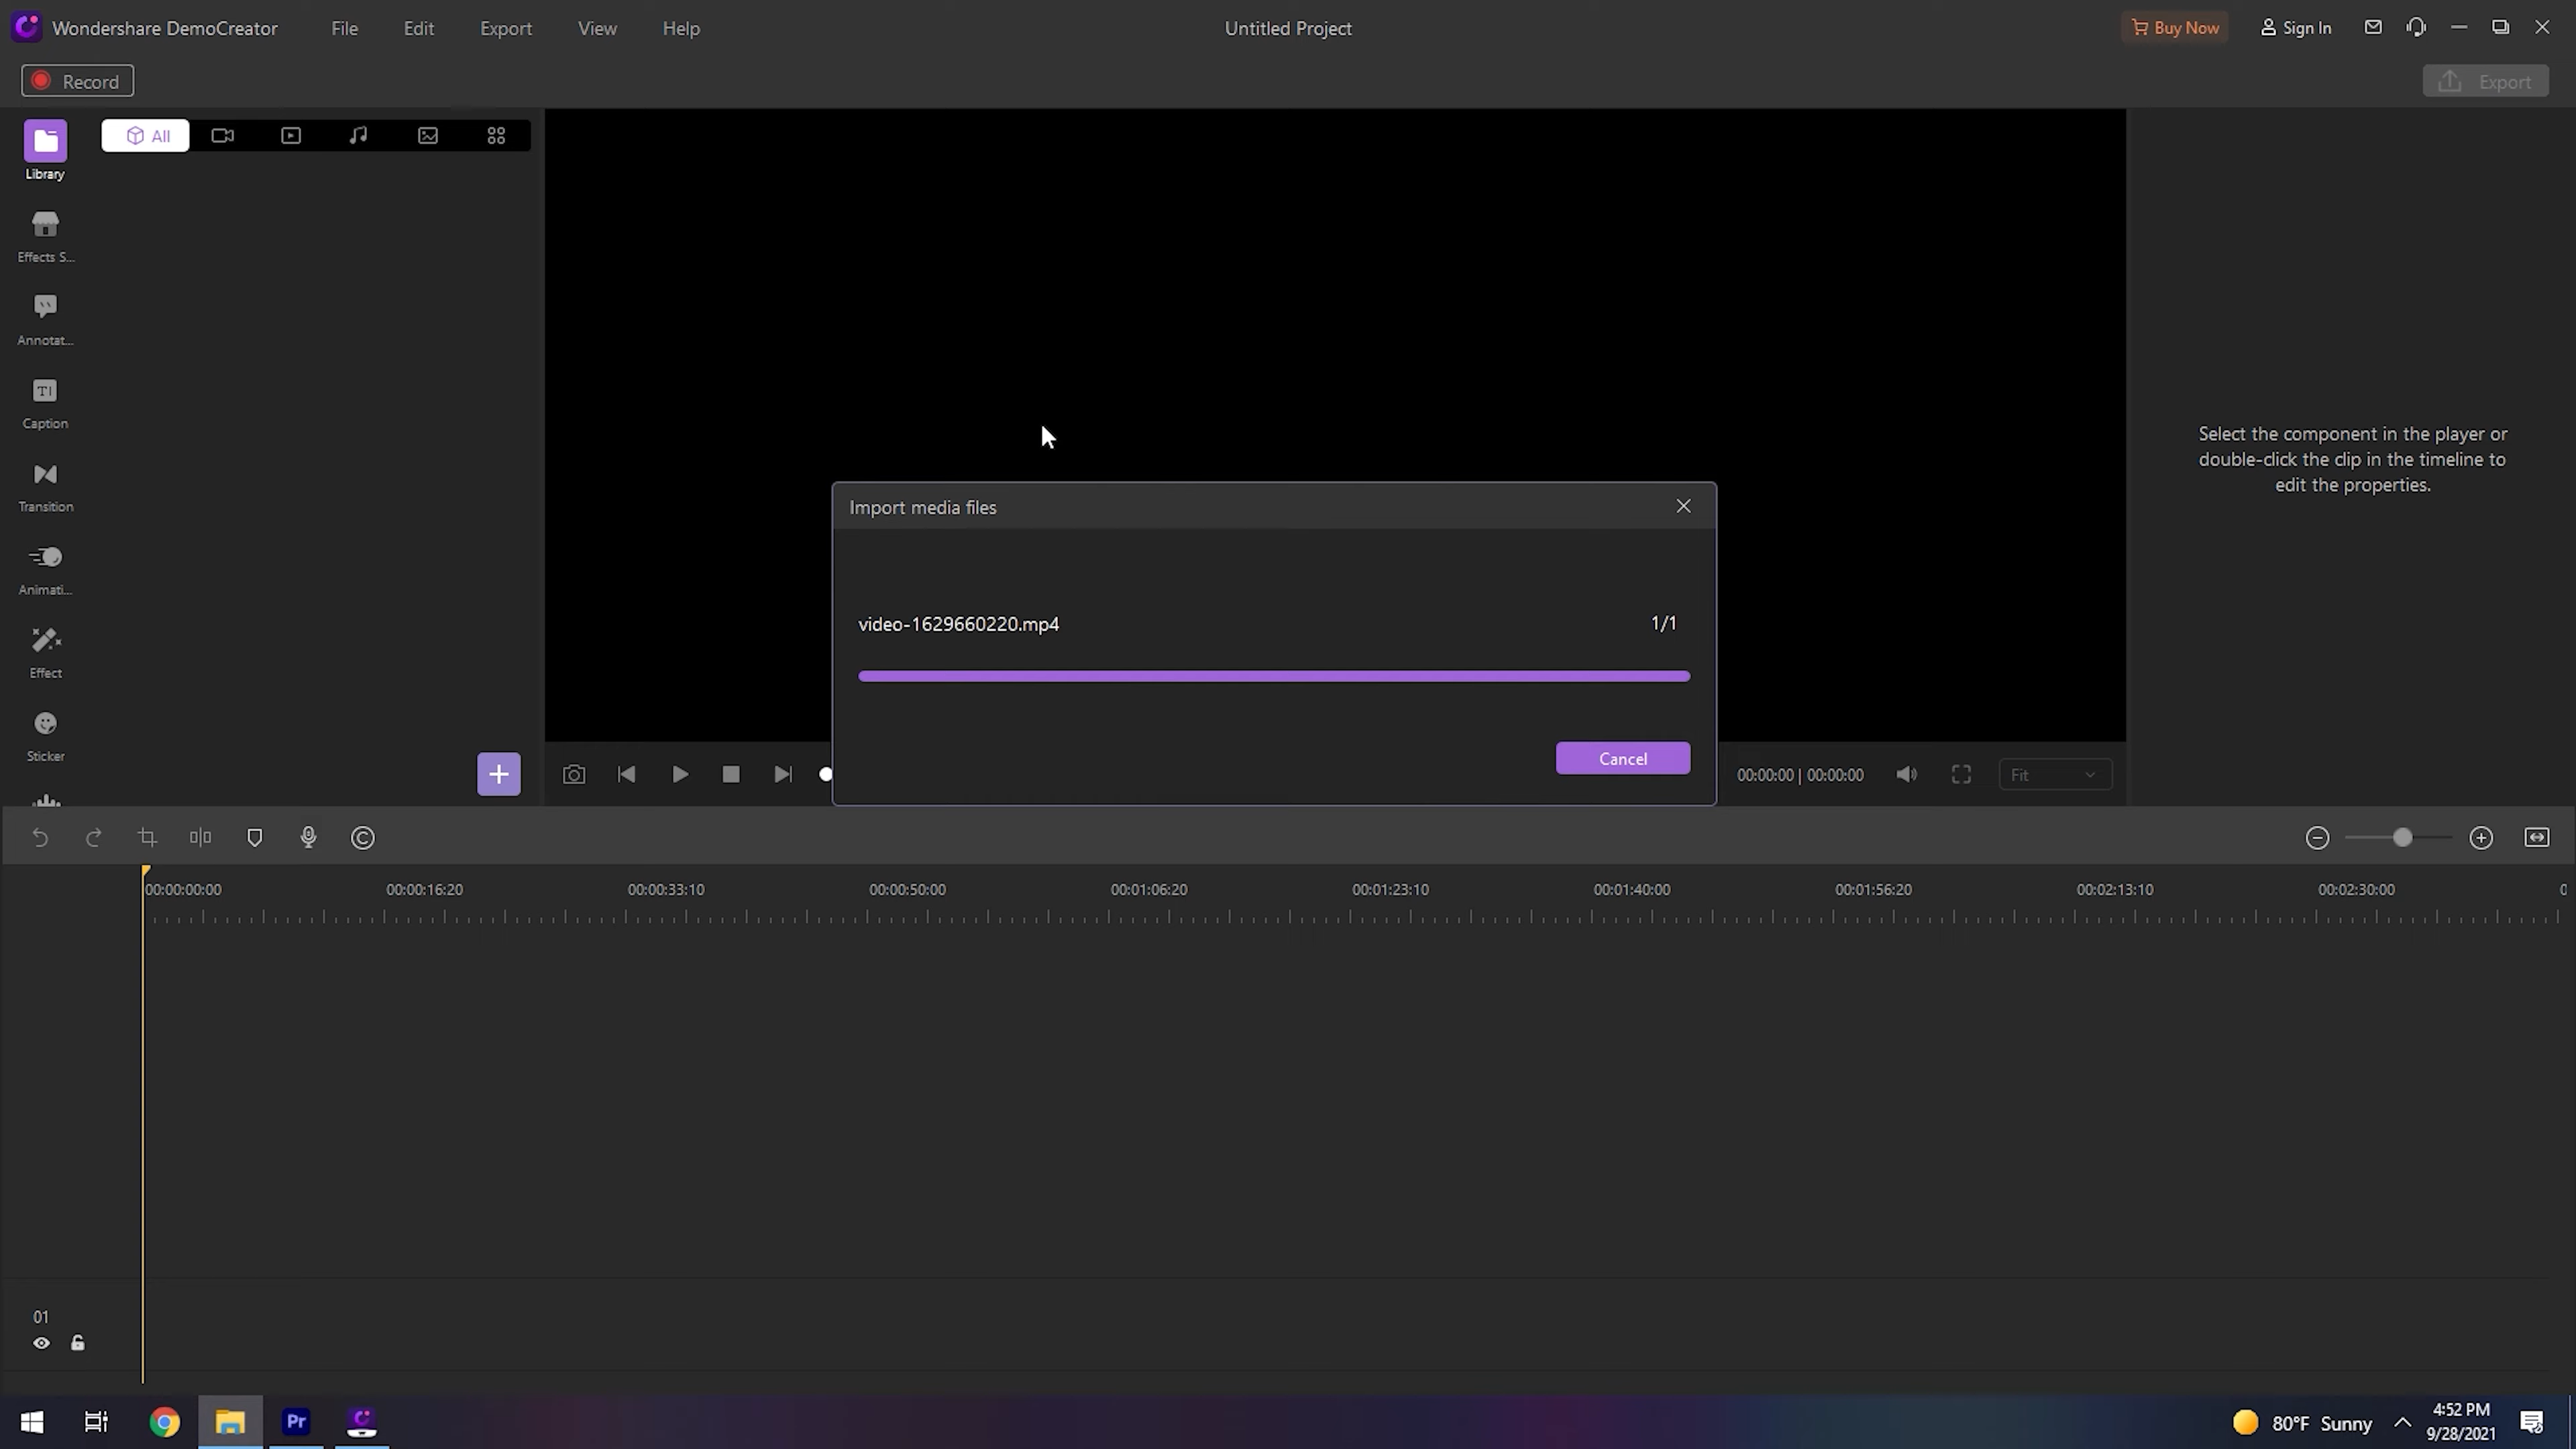 Wondershare DemoCreator File Edit Export View Help Untitled Project Buy Now Sign In
Record Export
All
Library
Effects S...
Annotat...
Caption
Transition
Animati...
Effect
Sticker
Select the component in the player or
double-click the clip in the timeline to
edit the properties.
Import media files
video-1629660220.mp4 1/1
Cancel
00:00:00 | 00:00:00 Fit
00:00:00:00 00:00:16:20 00:00:33:10 00:00:50:00 00:01:06:20 00:01:23:10 00:01:40:00 00:01:56:20 00:02:13:10 00:02:30:00 0
01
Pr
80°F Sunny
4:52 PM
9/28/2021